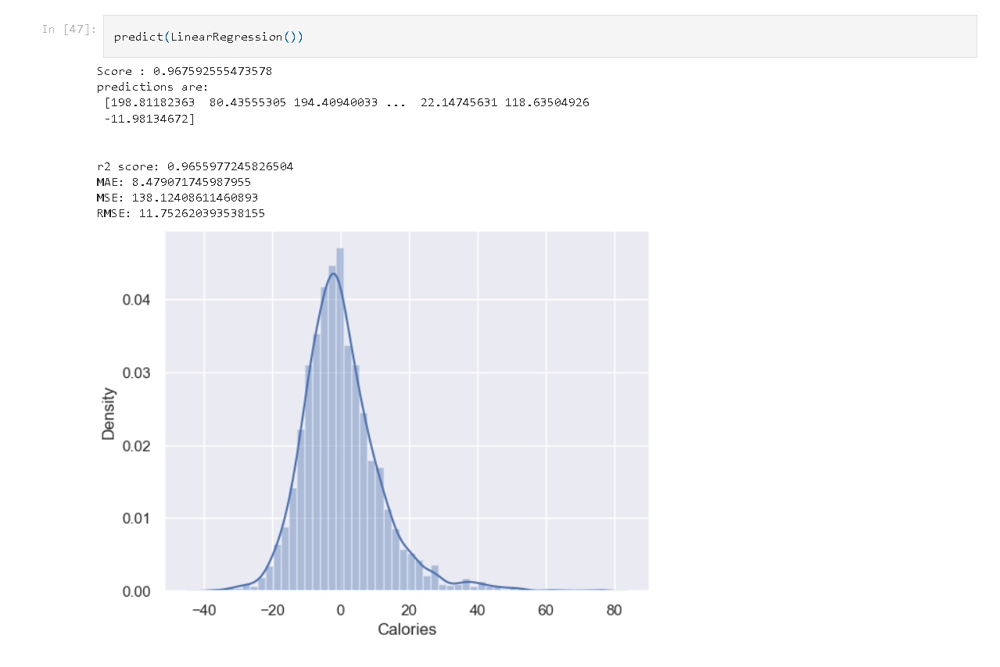 In [47]:
predict(LinearRegression())
Score : 0.967592555473578
predictions are:
[198.81182363  80.43555305 194.40940033 ...  22.14745631 118.63504926
-11.98134672]
r2 score: 0.9655977245826504
MAE: 8.479071745987955
MSE: 138.12408611460893
RMSE: 11.752620393538155
0.04
0.03
0.02
0.01
0.00
Density
−40 −20 0 20 40 60 80
Calories